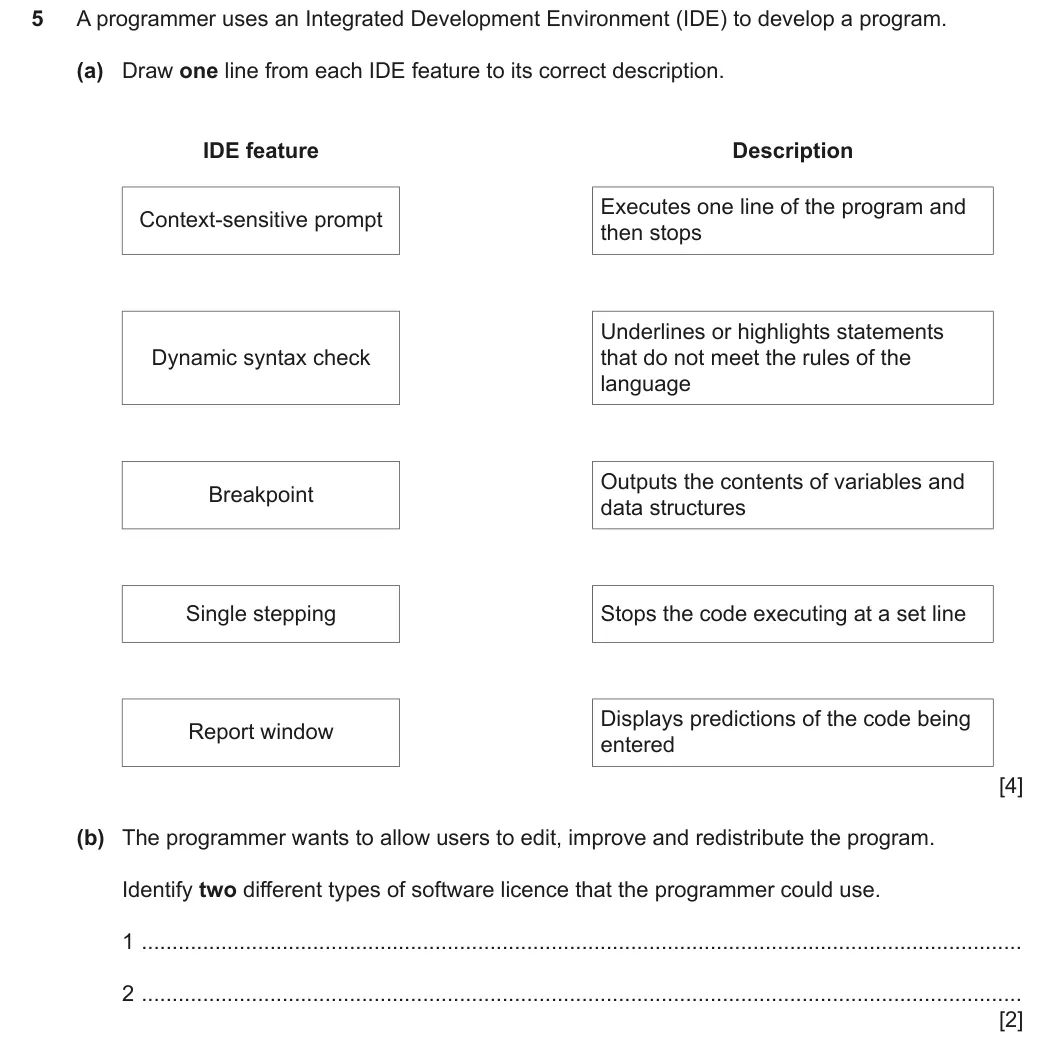 5 A programmer uses an Integrated Development Environment (IDE) to develop a program.
(a) Draw one line from each IDE feature to its correct description.
IDE feature
Description
Context-sensitive prompt
Executes one line of the program and
then stops
Dynamic syntax check
Underlines or highlights statements
that do not meet the rules of the
language
Breakpoint
Outputs the contents of variables and
data structures
Single stepping
Stops the code executing at a set line
Report window
Displays predictions of the code being
entered
[4]
(b) The programmer wants to allow users to edit, improve and redistribute the program.
Identify two different types of software licence that the programmer could use.
1 ................................................................................................................................................
2 ................................................................................................................................................
[2]